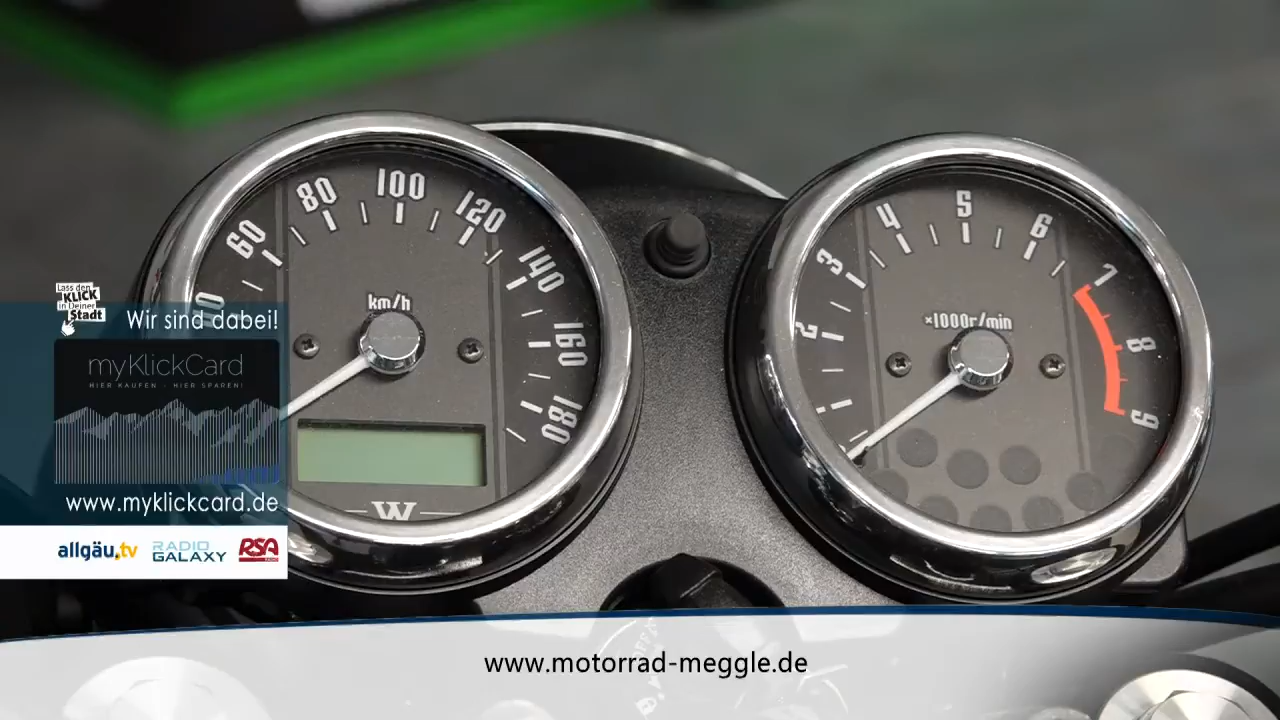 60
80
100
120
140
160
180
km/h
W
2
3
4
5
6
7
8
9
×1000r/min
Lass den
KLICK
in Deiner
Stadt
Wir sind dabei!
myKlickCard
HIER KAUFEN - HIER SPAREN!
www.myklickcard.de
allgäu.tv
RADIO
GALAXY
RSA
www.motorrad-meggle.de